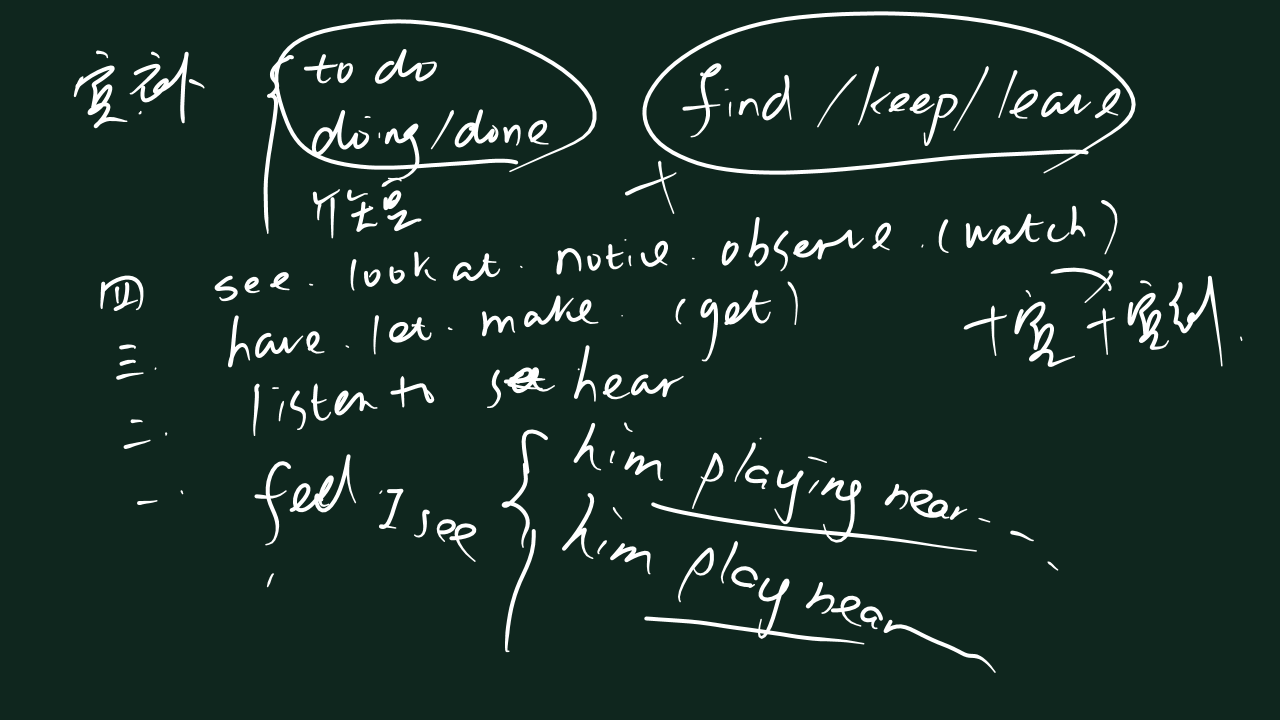 宾补 { to do find / keep / leave
doing / done
介宾 +
四 see . look at . notice . observe . (watch)
三. have . let . make . (get) + 宾 + 宾补 .
二. listen to hear
一. feel I see { him playing near . .
him play near